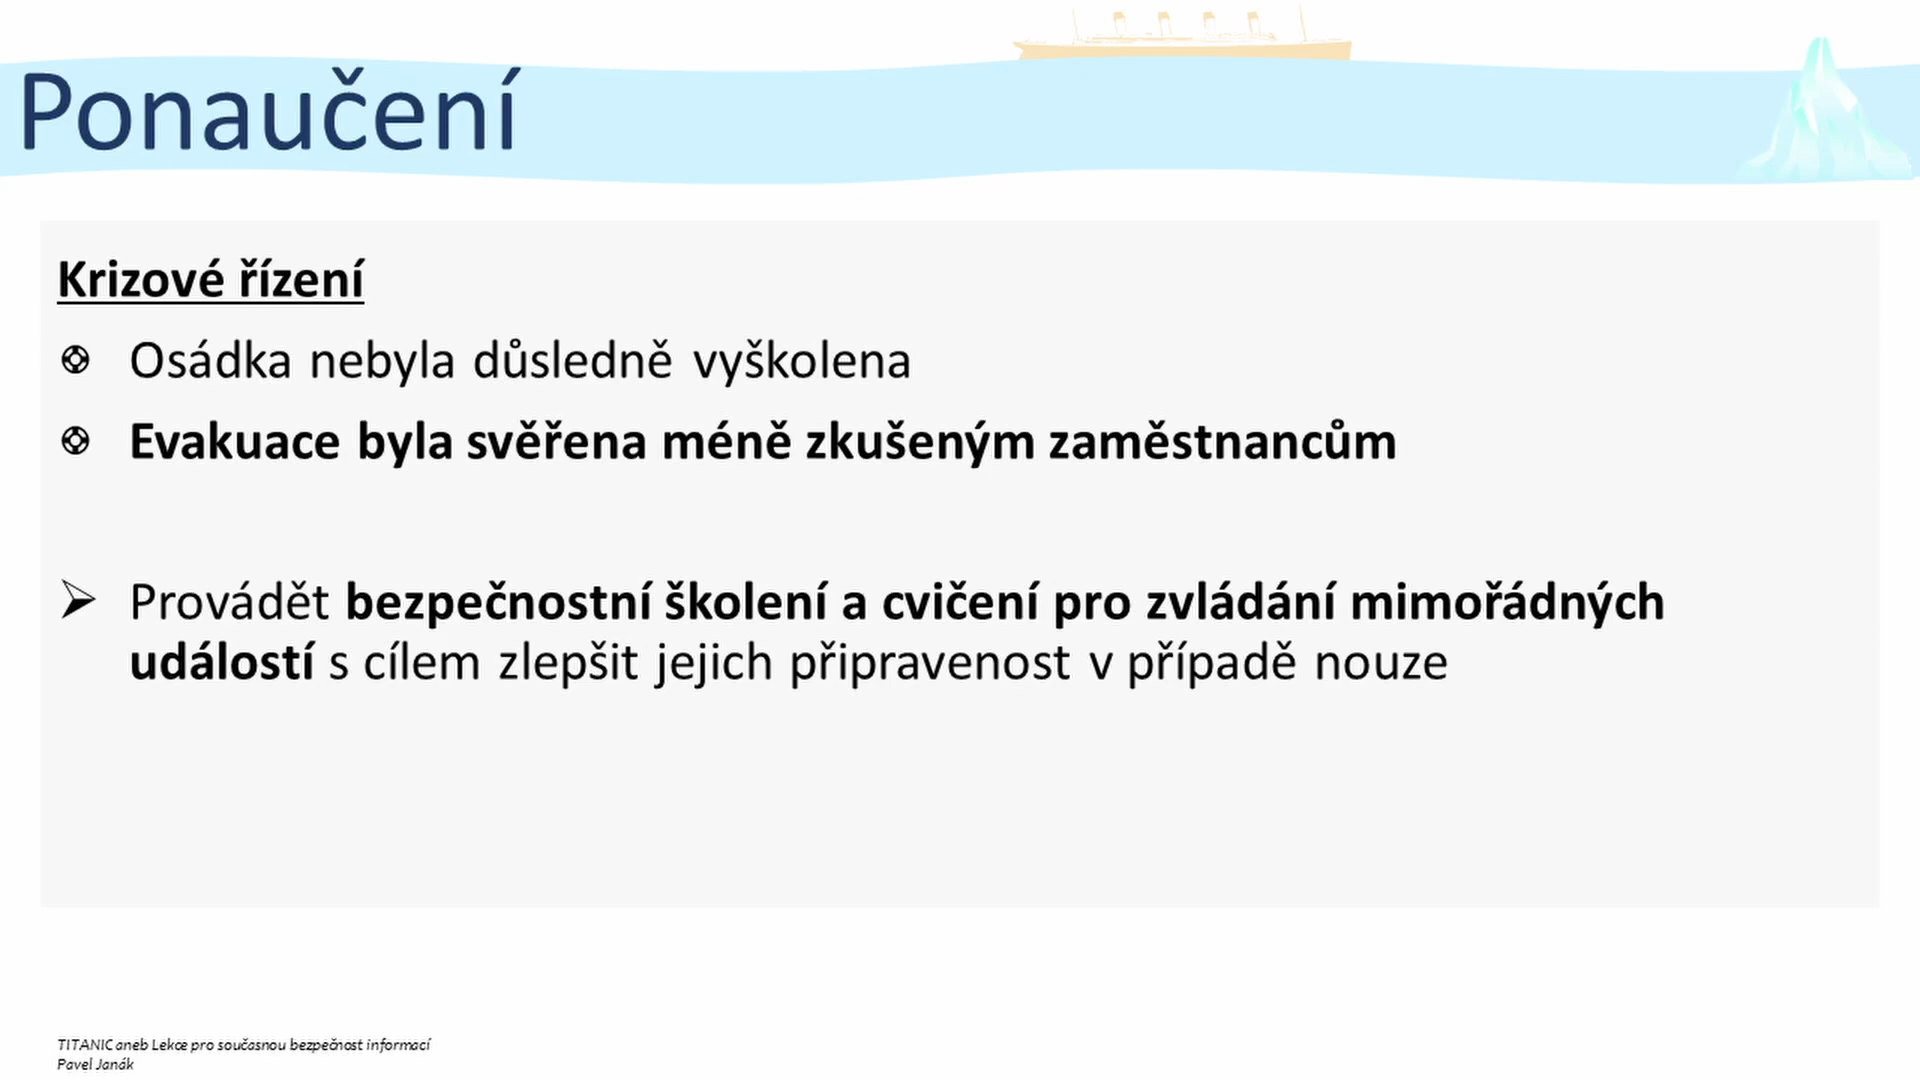 Ponaučení
Krizové řízení
Osádka nebyla důsledně vyškolena
Evakuace byla svěřena méně zkušeným zaměstnancům
Provádět bezpečnostní školení a cvičení pro zvládání mimořádných
událostí s cílem zlepšit jejich připravenost v případě nouze
TITANIC aneb Lekce pro současnou bezpečnost informací
Pavel Janák